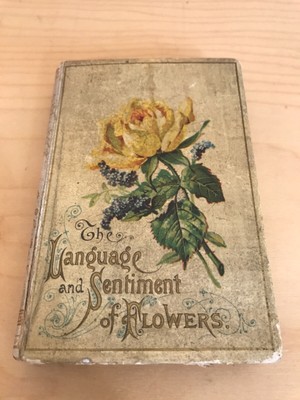 The
Language
and Sentiment
of Flowers.